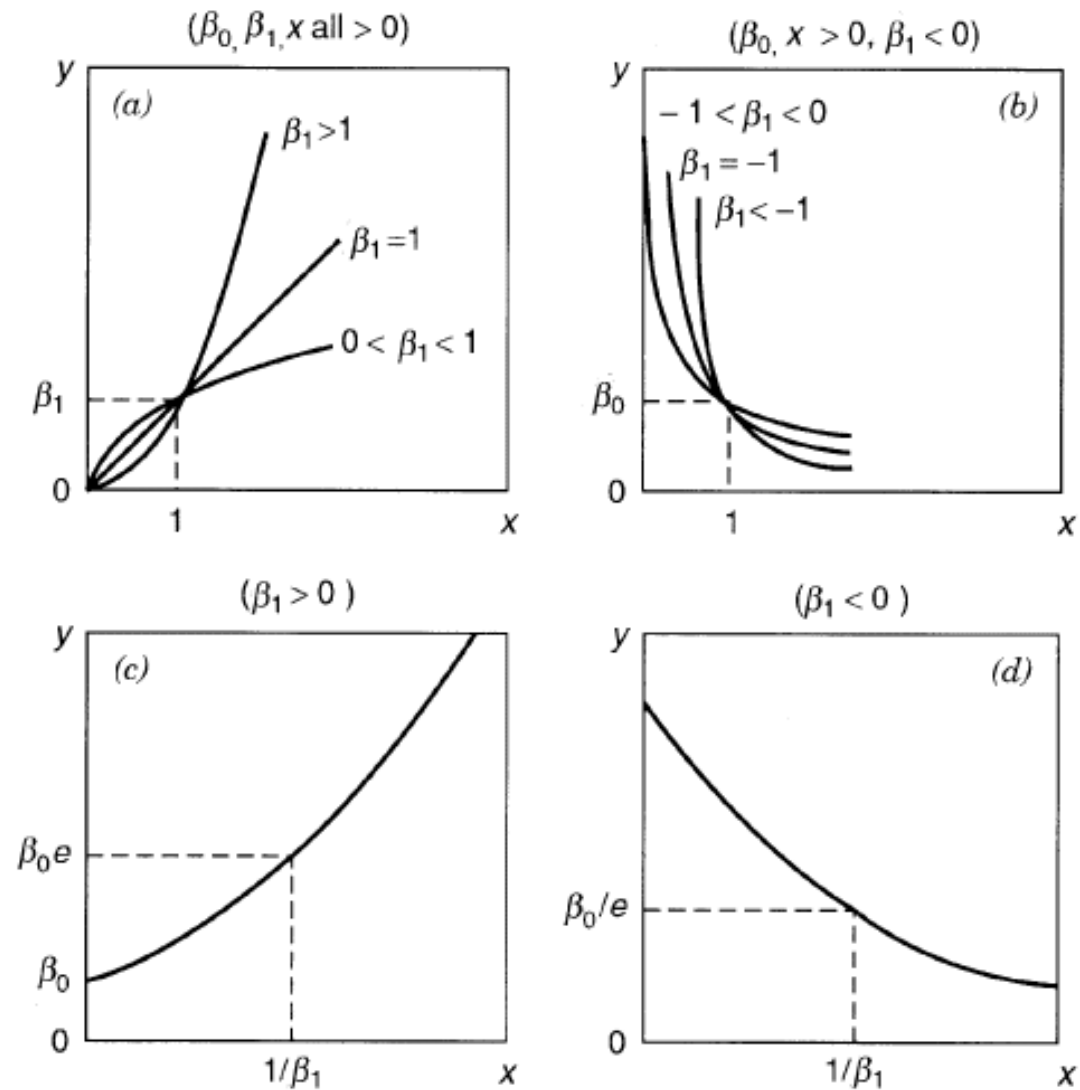 (β₀, β₁, x all > 0)
y
(a)
β₁ > 1
β₁ = 1
0 < β₁ < 1
β₁
0
1
x
(β₀, x > 0, β₁ < 0)
y
(b)
− 1 < β₁ < 0
β₁ = −1
β₁ < −1
β₀
0
1
x
(β₁ > 0 )
y
(c)
β₀e
β₀
0
1/β₁
x
(β₁ < 0 )
y
(d)
β₀/e
0
1/β₁
x